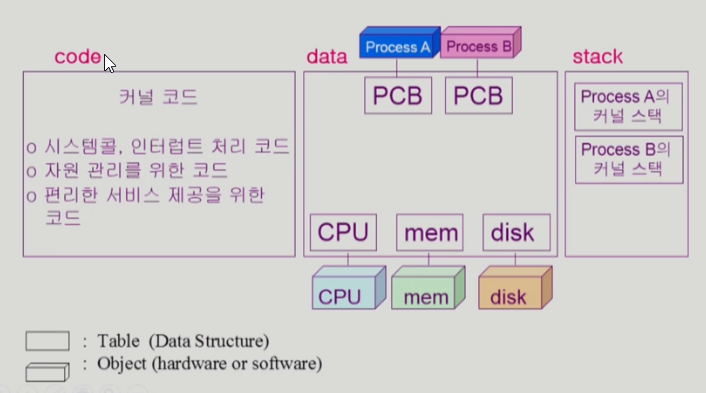 code
data
stack
Process A
Process B
커널 코드
o 시스템콜, 인터럽트 처리 코드
o 자원 관리를 위한 코드
o 편리한 서비스 제공을 위한
코드
PCB
PCB
CPU
mem
disk
CPU
mem
disk
Process A의
커널 스택
Process B의
커널 스택
: Table (Data Structure)
: Object (hardware or software)